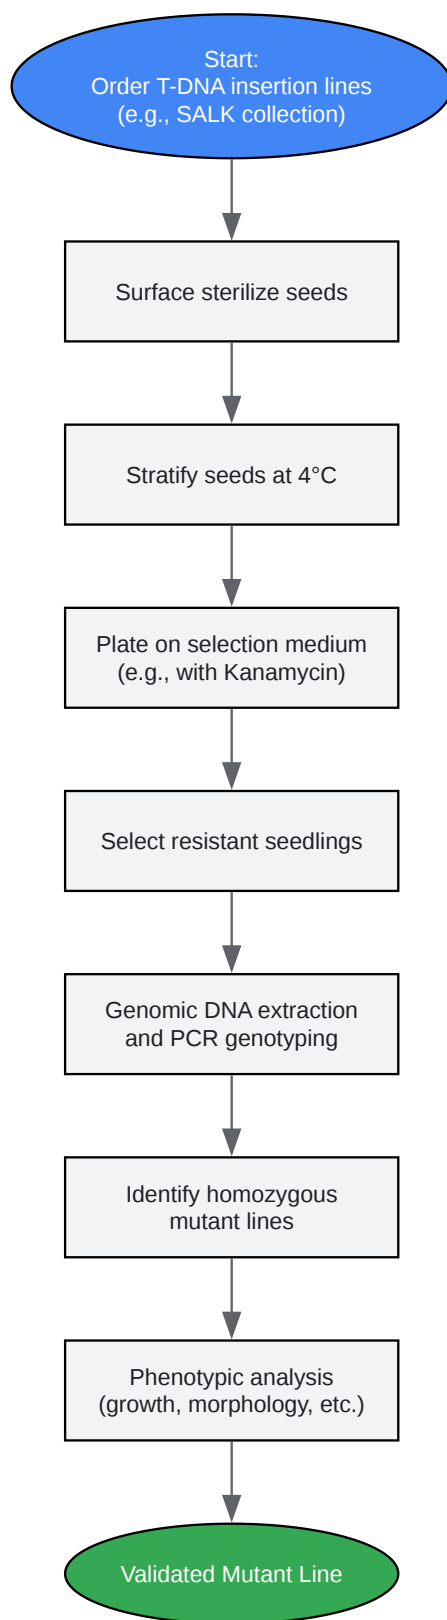 Start:
Order T-DNA insertion lines
(e.g., SALK collection)
Surface sterilize seeds
Stratify seeds at 4°C
Plate on selection medium
(e.g., with Kanamycin)
Select resistant seedlings
Genomic DNA extraction
and PCR genotyping
Identify homozygous
mutant lines
Phenotypic analysis
(growth, morphology, etc.)
Validated Mutant Line